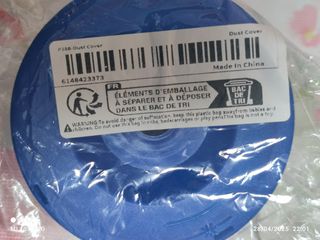 P388-Dust Cover
Dust Cover
6148423373
Made In China
FR
ÉLÉMENTS D'EMBALLAGE
À SÉPARER ET À DÉPOSER
DANS LE BAC DE TRI
BAC
DE
TRI
WARNING:To avoid danger of suffocation, keep this plastic bag away from babies and
children. Do not use this bag in cribs, beds,carriages or play pens.This bag is not a toy.
24/04/2025 22:01